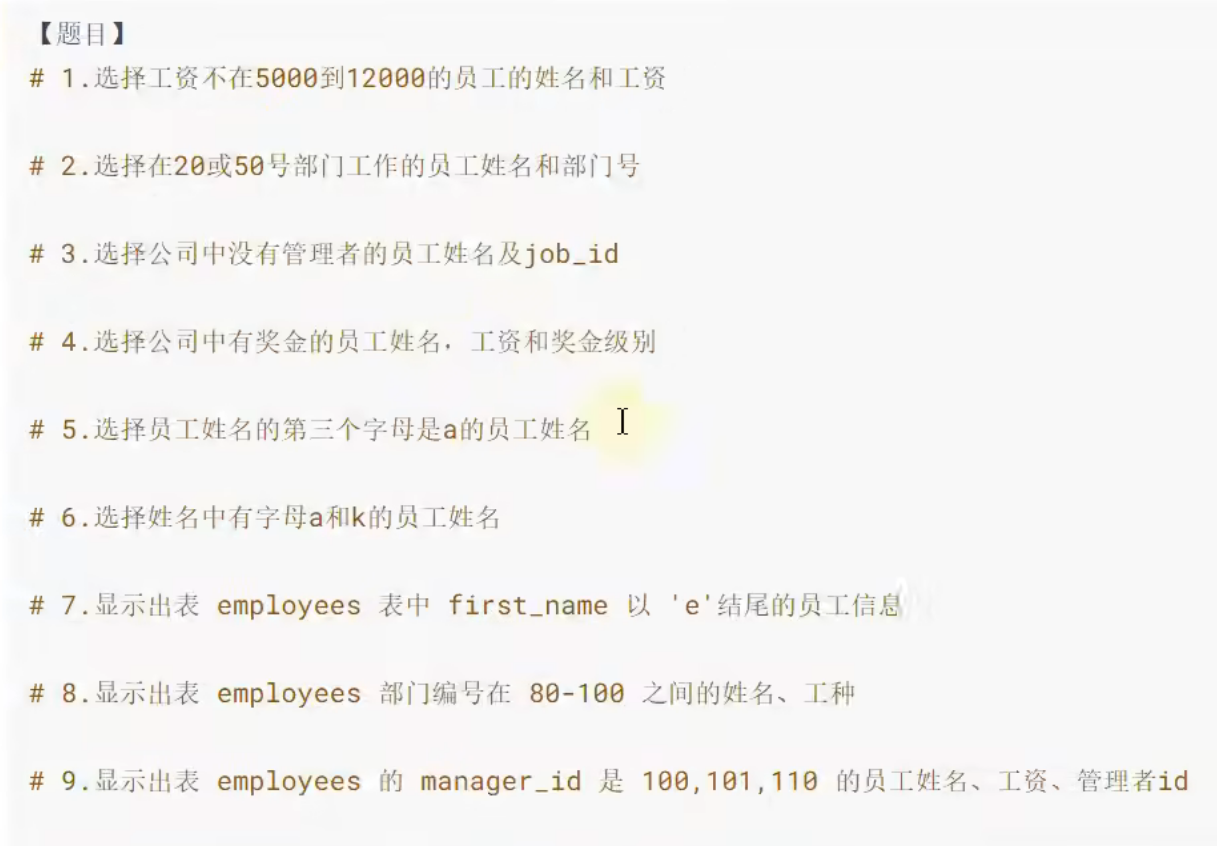 【题目】
# 1.选择工资不在5000到12000的员工的姓名和工资
# 2.选择在20或50号部门工作的员工姓名和部门号
# 3.选择公司中没有管理者的员工姓名及job_id
# 4.选择公司中有奖金的员工姓名，工资和奖金级别
# 5.选择员工姓名的第三个字母是a的员工姓名
# 6.选择姓名中有字母a和k的员工姓名
# 7.显示出表 employees 表中 first_name 以 'e'结尾的员工信息
# 8.显示出表 employees 部门编号在 80-100 之间的姓名、工种
# 9.显示出表 employees 的 manager_id 是 100,101,110 的员工姓名、工资、管理者id